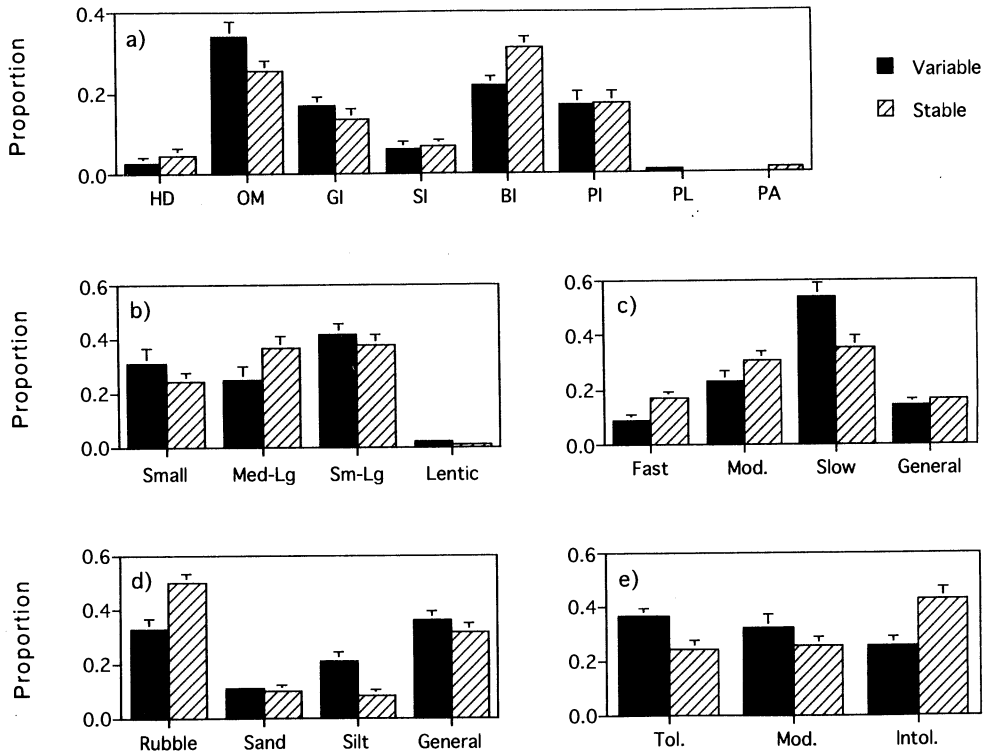 0.4
a)
Proportion
0.2
0.0
HD OM GI SI BI PI PL PA
Variable
Stable
0.6
b)
Proportion
0.4
0.2
0.0
Small Med-Lg Sm-Lg Lentic
0.6
c)
0.4
0.2
0.0
Fast Mod. Slow General
0.6
d)
Proportion
0.4
0.2
0.0
Rubble Sand Silt General
0.6
e)
0.4
0.2
0.0
Tol. Mod. Intol.